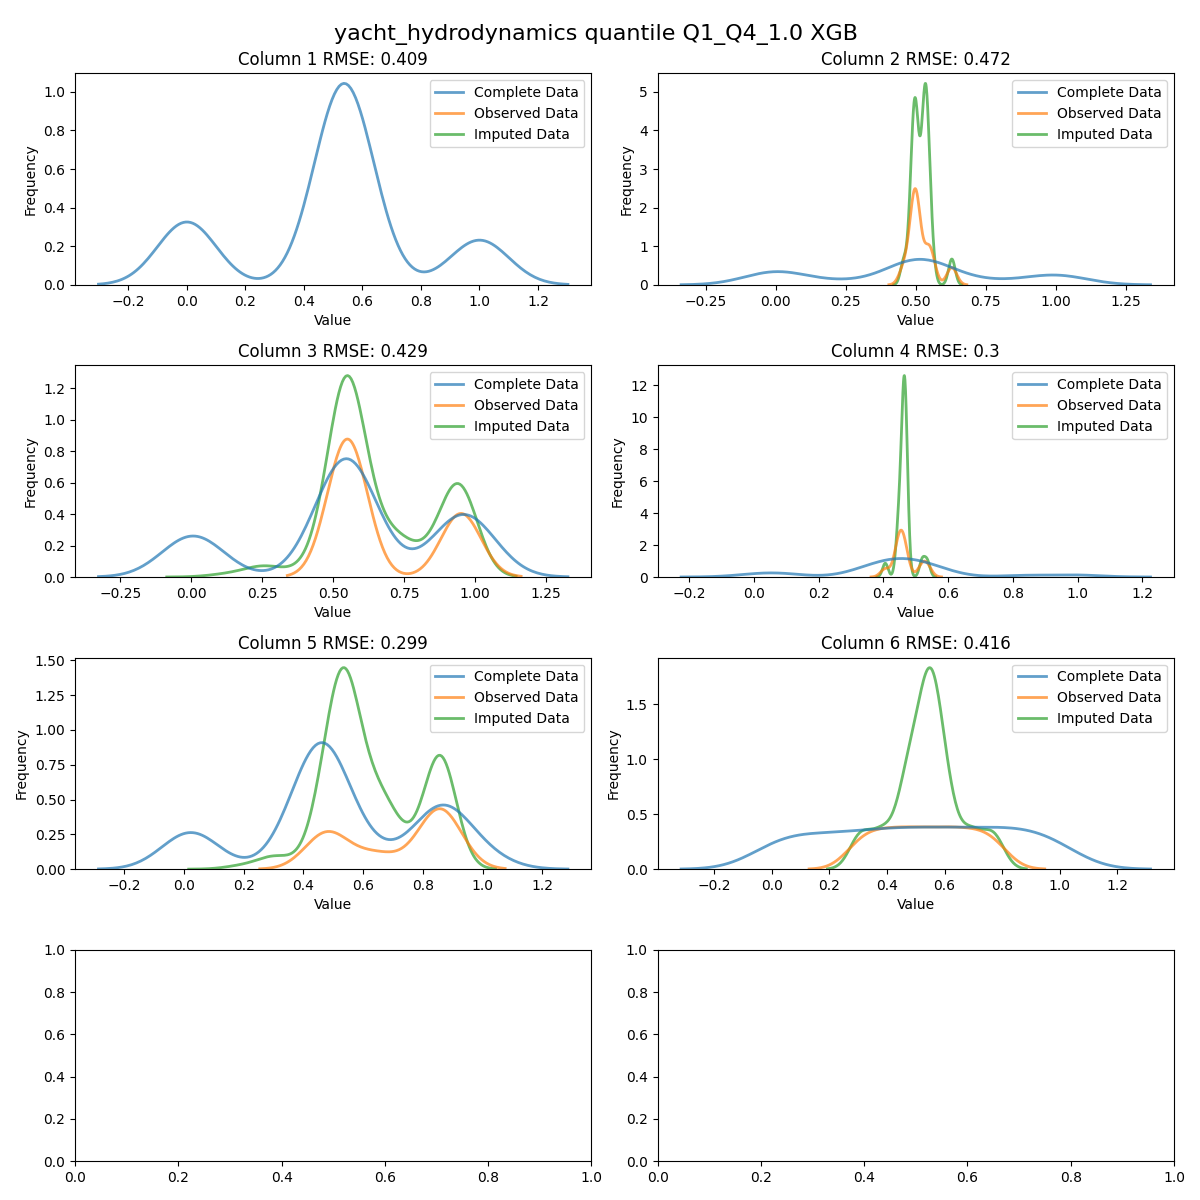 yacht_hydrodynamics quantile Q1_Q4_1.0 XGB
Column 1 RMSE: 0.409
Complete Data
Observed Data
Imputed Data
Frequency
0.0 0.2 0.4 0.6 0.8 1.0
−0.2 0.0 0.2 0.4 0.6 0.8 1.0 1.2
Value
Column 2 RMSE: 0.472
Complete Data
Observed Data
Imputed Data
Frequency
0 1 2 3 4 5
−0.25 0.00 0.25 0.50 0.75 1.00 1.25
Value
Column 3 RMSE: 0.429
Complete Data
Observed Data
Imputed Data
Frequency
0.0 0.2 0.4 0.6 0.8 1.0 1.2
−0.25 0.00 0.25 0.50 0.75 1.00 1.25
Value
Column 4 RMSE: 0.3
Complete Data
Observed Data
Imputed Data
Frequency
0 2 4 6 8 10 12
−0.2 0.0 0.2 0.4 0.6 0.8 1.0 1.2
Value
Column 5 RMSE: 0.299
Complete Data
Observed Data
Imputed Data
Frequency
0.00 0.25 0.50 0.75 1.00 1.25 1.50
−0.2 0.0 0.2 0.4 0.6 0.8 1.0 1.2
Value
Column 6 RMSE: 0.416
Complete Data
Observed Data
Imputed Data
Frequency
0.0 0.5 1.0 1.5
−0.2 0.0 0.2 0.4 0.6 0.8 1.0 1.2
Value
0.0 0.2 0.4 0.6 0.8 1.0
0.0 0.2 0.4 0.6 0.8 1.0
0.0 0.2 0.4 0.6 0.8 1.0
0.0 0.2 0.4 0.6 0.8 1.0